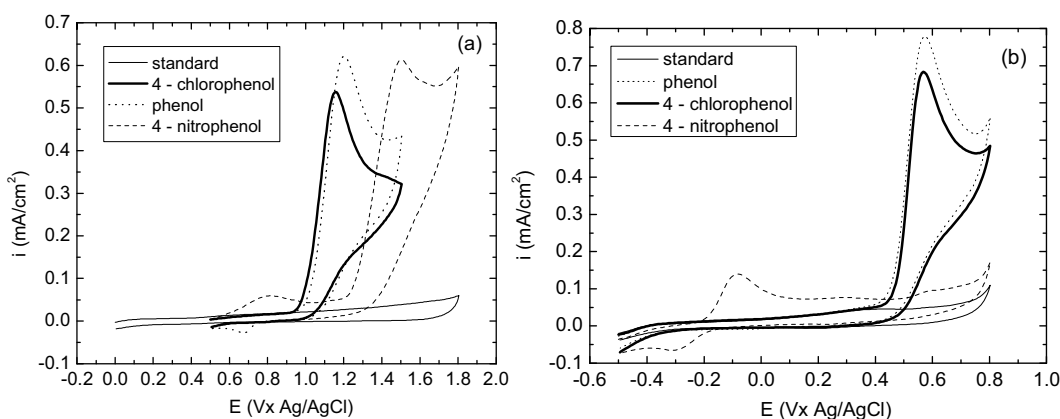 (a)
standard
4 - chlorophenol
phenol
4 - nitrophenol
0.7
0.6
0.5
0.4
0.3
0.2
0.1
0.0
-0.1
i (mA/cm2)
-0.2 0.0 0.2 0.4 0.6 0.8 1.0 1.2 1.4 1.6 1.8 2.0
E (Vx Ag/AgCl)
(b)
standard
phenol
4 - chlorophenol
4 - nitrophenol
0.8
0.7
0.6
0.5
0.4
0.3
0.2
0.1
0.0
-0.1
i (mA/cm²)
-0.6 -0.4 -0.2 0.0 0.2 0.4 0.6 0.8 1.0
E (Vx Ag/AgCl)